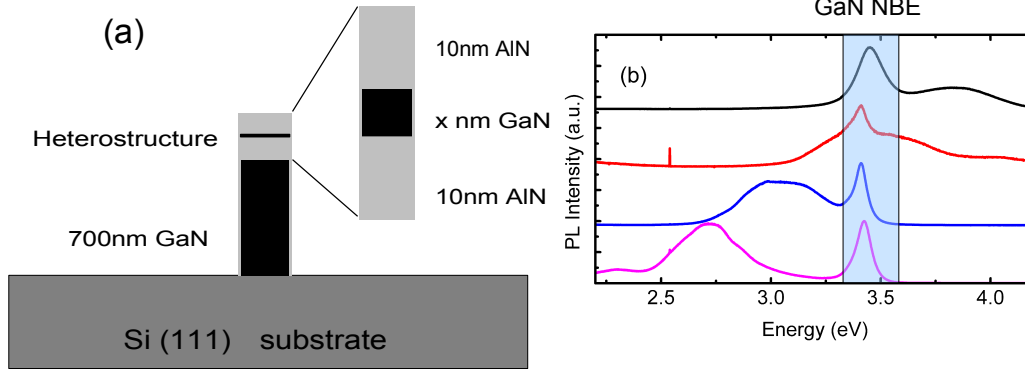 (a)
10nm AlN
x nm GaN
10nm AlN
Heterostructure
700nm GaN
Si (111) substrate
GaN NBE
(b)
PL Intensity (a.u.)
2.5 3.0 3.5 4.0
Energy (eV)